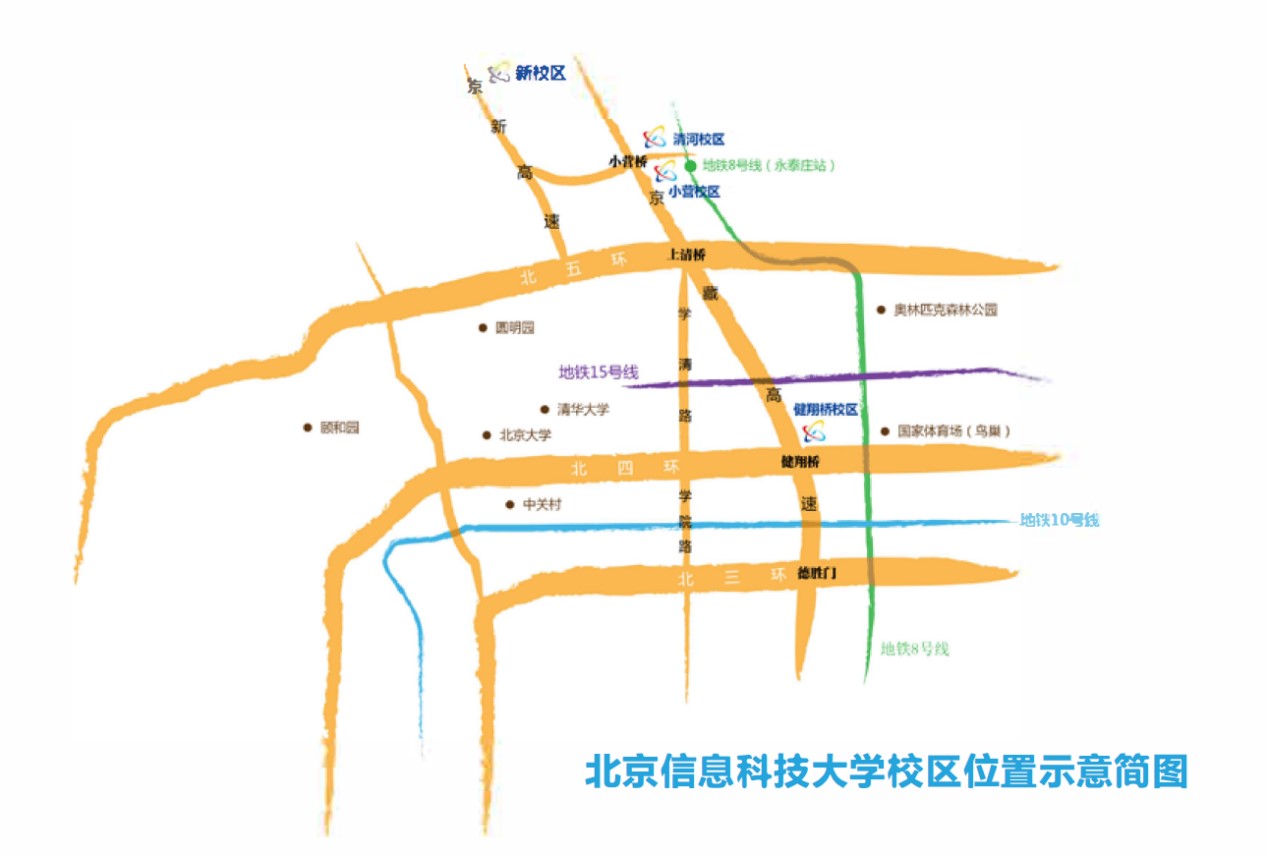 新校区
京新高速
清河校区
小营桥
地铁8号线（永泰庄站）
小营校区
京藏高速
上清桥
北五环
奥林匹克森林公园
圆明园
学清路
地铁15号线
清华大学
健翔桥校区
颐和园
北京大学
国家体育场（鸟巢）
北四环
健翔桥
中关村
学院路
地铁10号线
北三环
德胜门
地铁8号线
北京信息科技大学校区位置示意简图